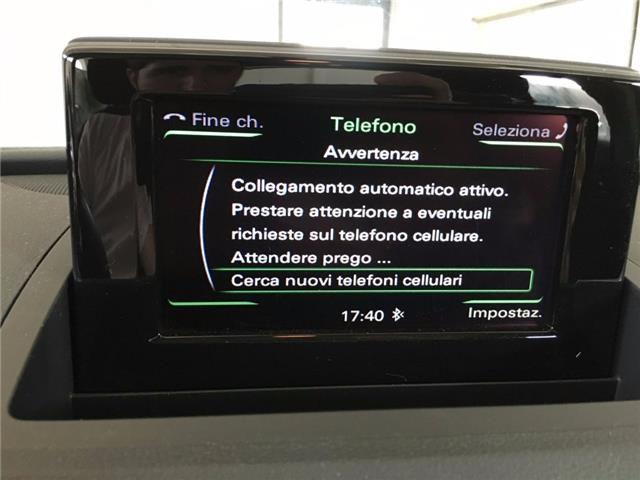 Fine ch.
Telefono
Seleziona
Avvertenza
Collegamento automatico attivo.
Prestare attenzione a eventuali
richieste sul telefono cellulare.
Attendere prego ...
Cerca nuovi telefoni cellulari
17:40
Impostaz.